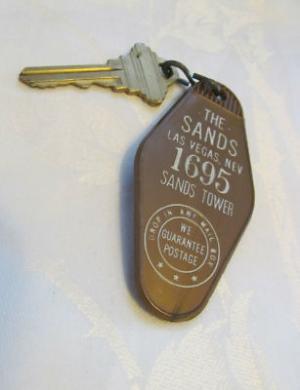 THE
SANDS
LAS VEGAS, NEV
1695
SANDS TOWER
DROP IN ANY MAIL BOX
WE
GUARANTEE
POSTAGE